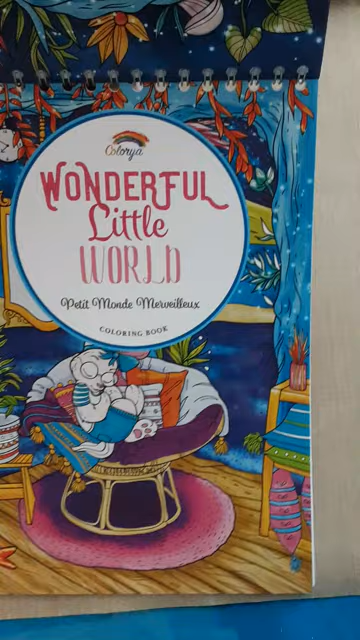 Colorya
WONDERFUL
Little
WORLD
Petit Monde Merveilleux
COLORING BOOK